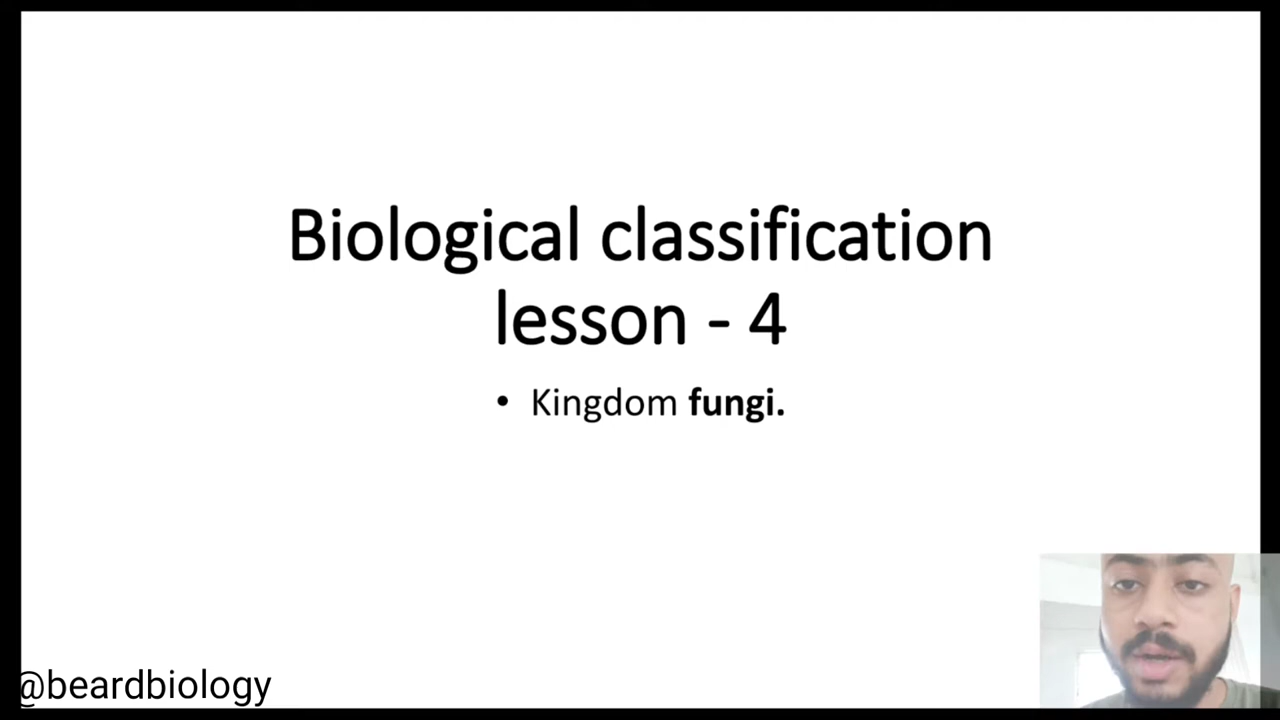 Biological classification
lesson - 4
• Kingdom fungi.
@beardbiology